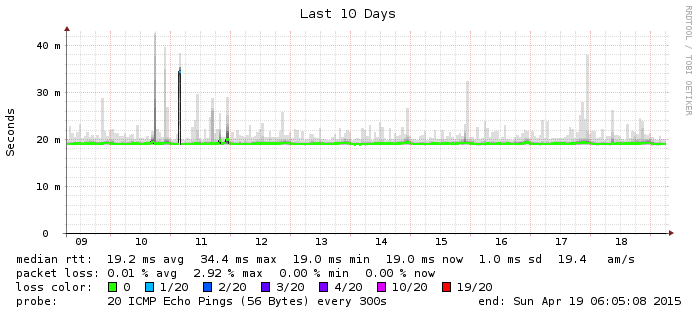 Last 10 Days
RRDTOOL / TOBI OETIKER
Seconds
40 m
30 m
20 m
10 m
0
09 10 11 12 13 14 15 16 17 18
median rtt: 19.2 ms avg 34.4 ms max 19.0 ms min 19.0 ms now 1.0 ms sd 19.4 am/s
packet loss: 0.01 % avg 2.92 % max 0.00 % min 0.00 % now
loss color: 0 1/20 2/20 3/20 4/20 10/20 19/20
probe: 20 ICMP Echo Pings (56 Bytes) every 300s end: Sun Apr 19 06:05:08 2015